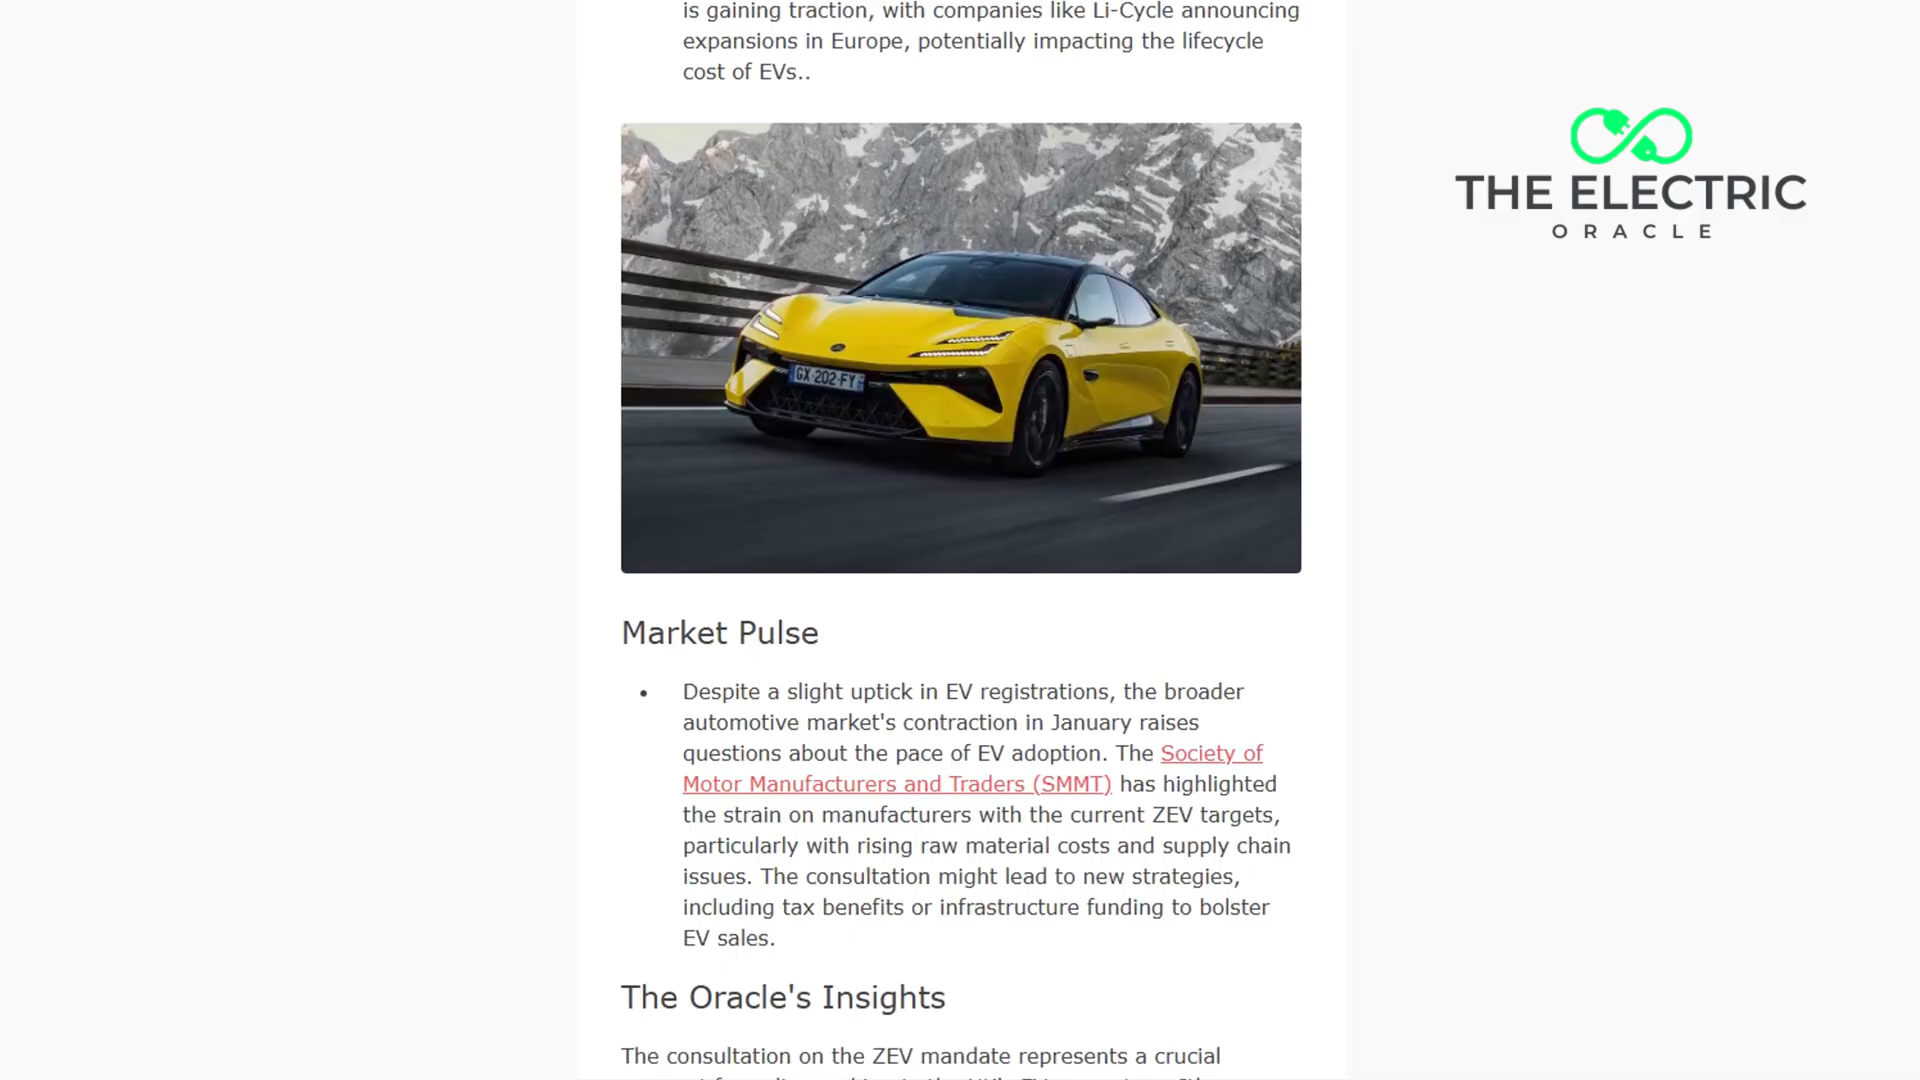 is gaining traction, with companies like Li-Cycle announcing
expansions in Europe, potentially impacting the lifecycle
cost of EVs..
THE ELECTRIC
ORACLE
GX-202-FY
Market Pulse
• Despite a slight uptick in EV registrations, the broader
automotive market's contraction in January raises
questions about the pace of EV adoption. The Society of
Motor Manufacturers and Traders (SMMT) has highlighted
the strain on manufacturers with the current ZEV targets,
particularly with rising raw material costs and supply chain
issues. The consultation might lead to new strategies,
including tax benefits or infrastructure funding to bolster
EV sales.
The Oracle's Insights
The consultation on the ZEV mandate represents a crucial